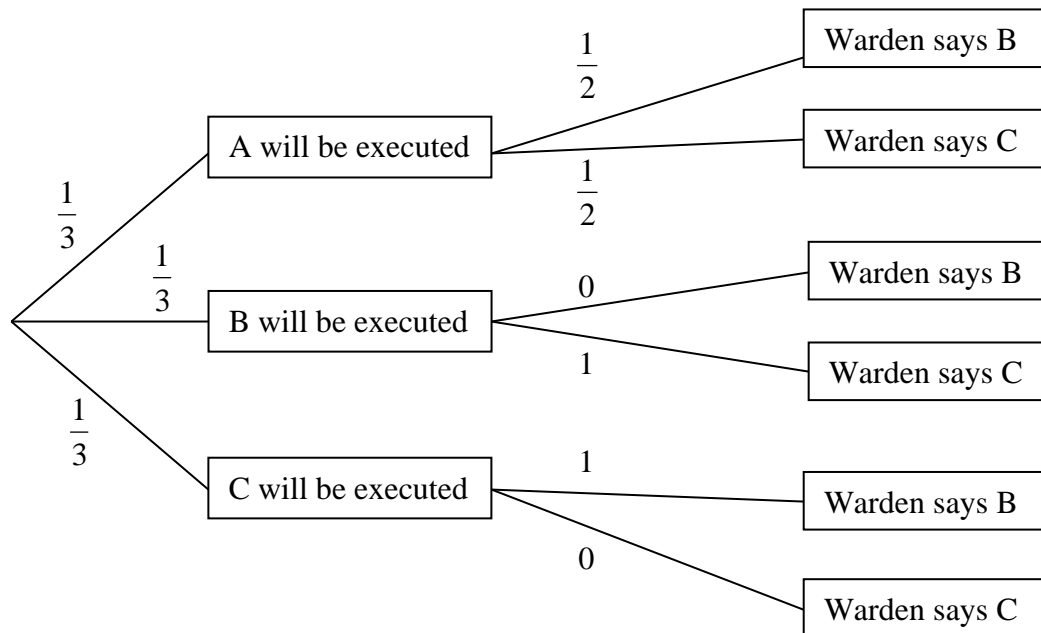 Warden says B
1/2
A will be executed
Warden says C
1/2
1/3
1/3
Warden says B
0
B will be executed
1
Warden says C
1/3
1
C will be executed
Warden says B
0
Warden says C